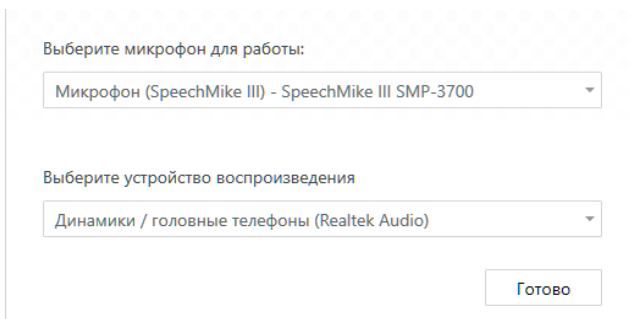 Выберите микрофон для работы:
Микрофон (SpeechMike III) - SpeechMike III SMP-3700
Выберите устройство воспроизведения
Динамики / головные телефоны (Realtek Audio)
Готово